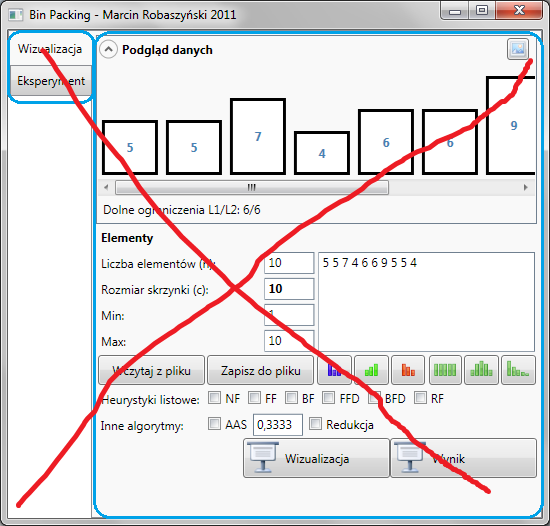 Bin Packing - Marcin Robaszyński 2011
Wizualizacja
Eksperyment
Podgląd danych
5 5 7 4 6 6 9
Dolne ograniczenia L1/L2: 6/6
Elementy
Liczba elementów (n): 10
5 5 7 4 6 6 9 5 5 4
Rozmiar skrzynki (c): 10
Min: 1
Max: 10
Wczytaj z pliku Zapisz do pliku
Heurystyki listowe: NF FF BF FFD BFD RF
Inne algorytmy: AAS 0,3333 Redukcja
Wizualizacja Wynik